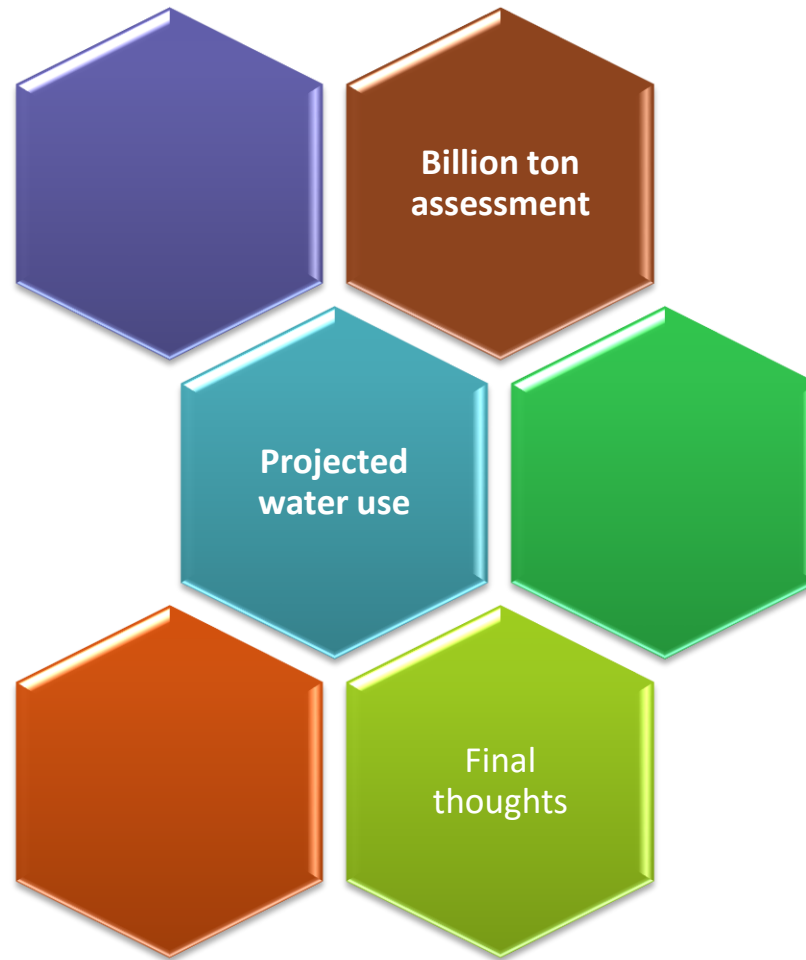 Billion ton
assessment
Projected
water use
Final
thoughts